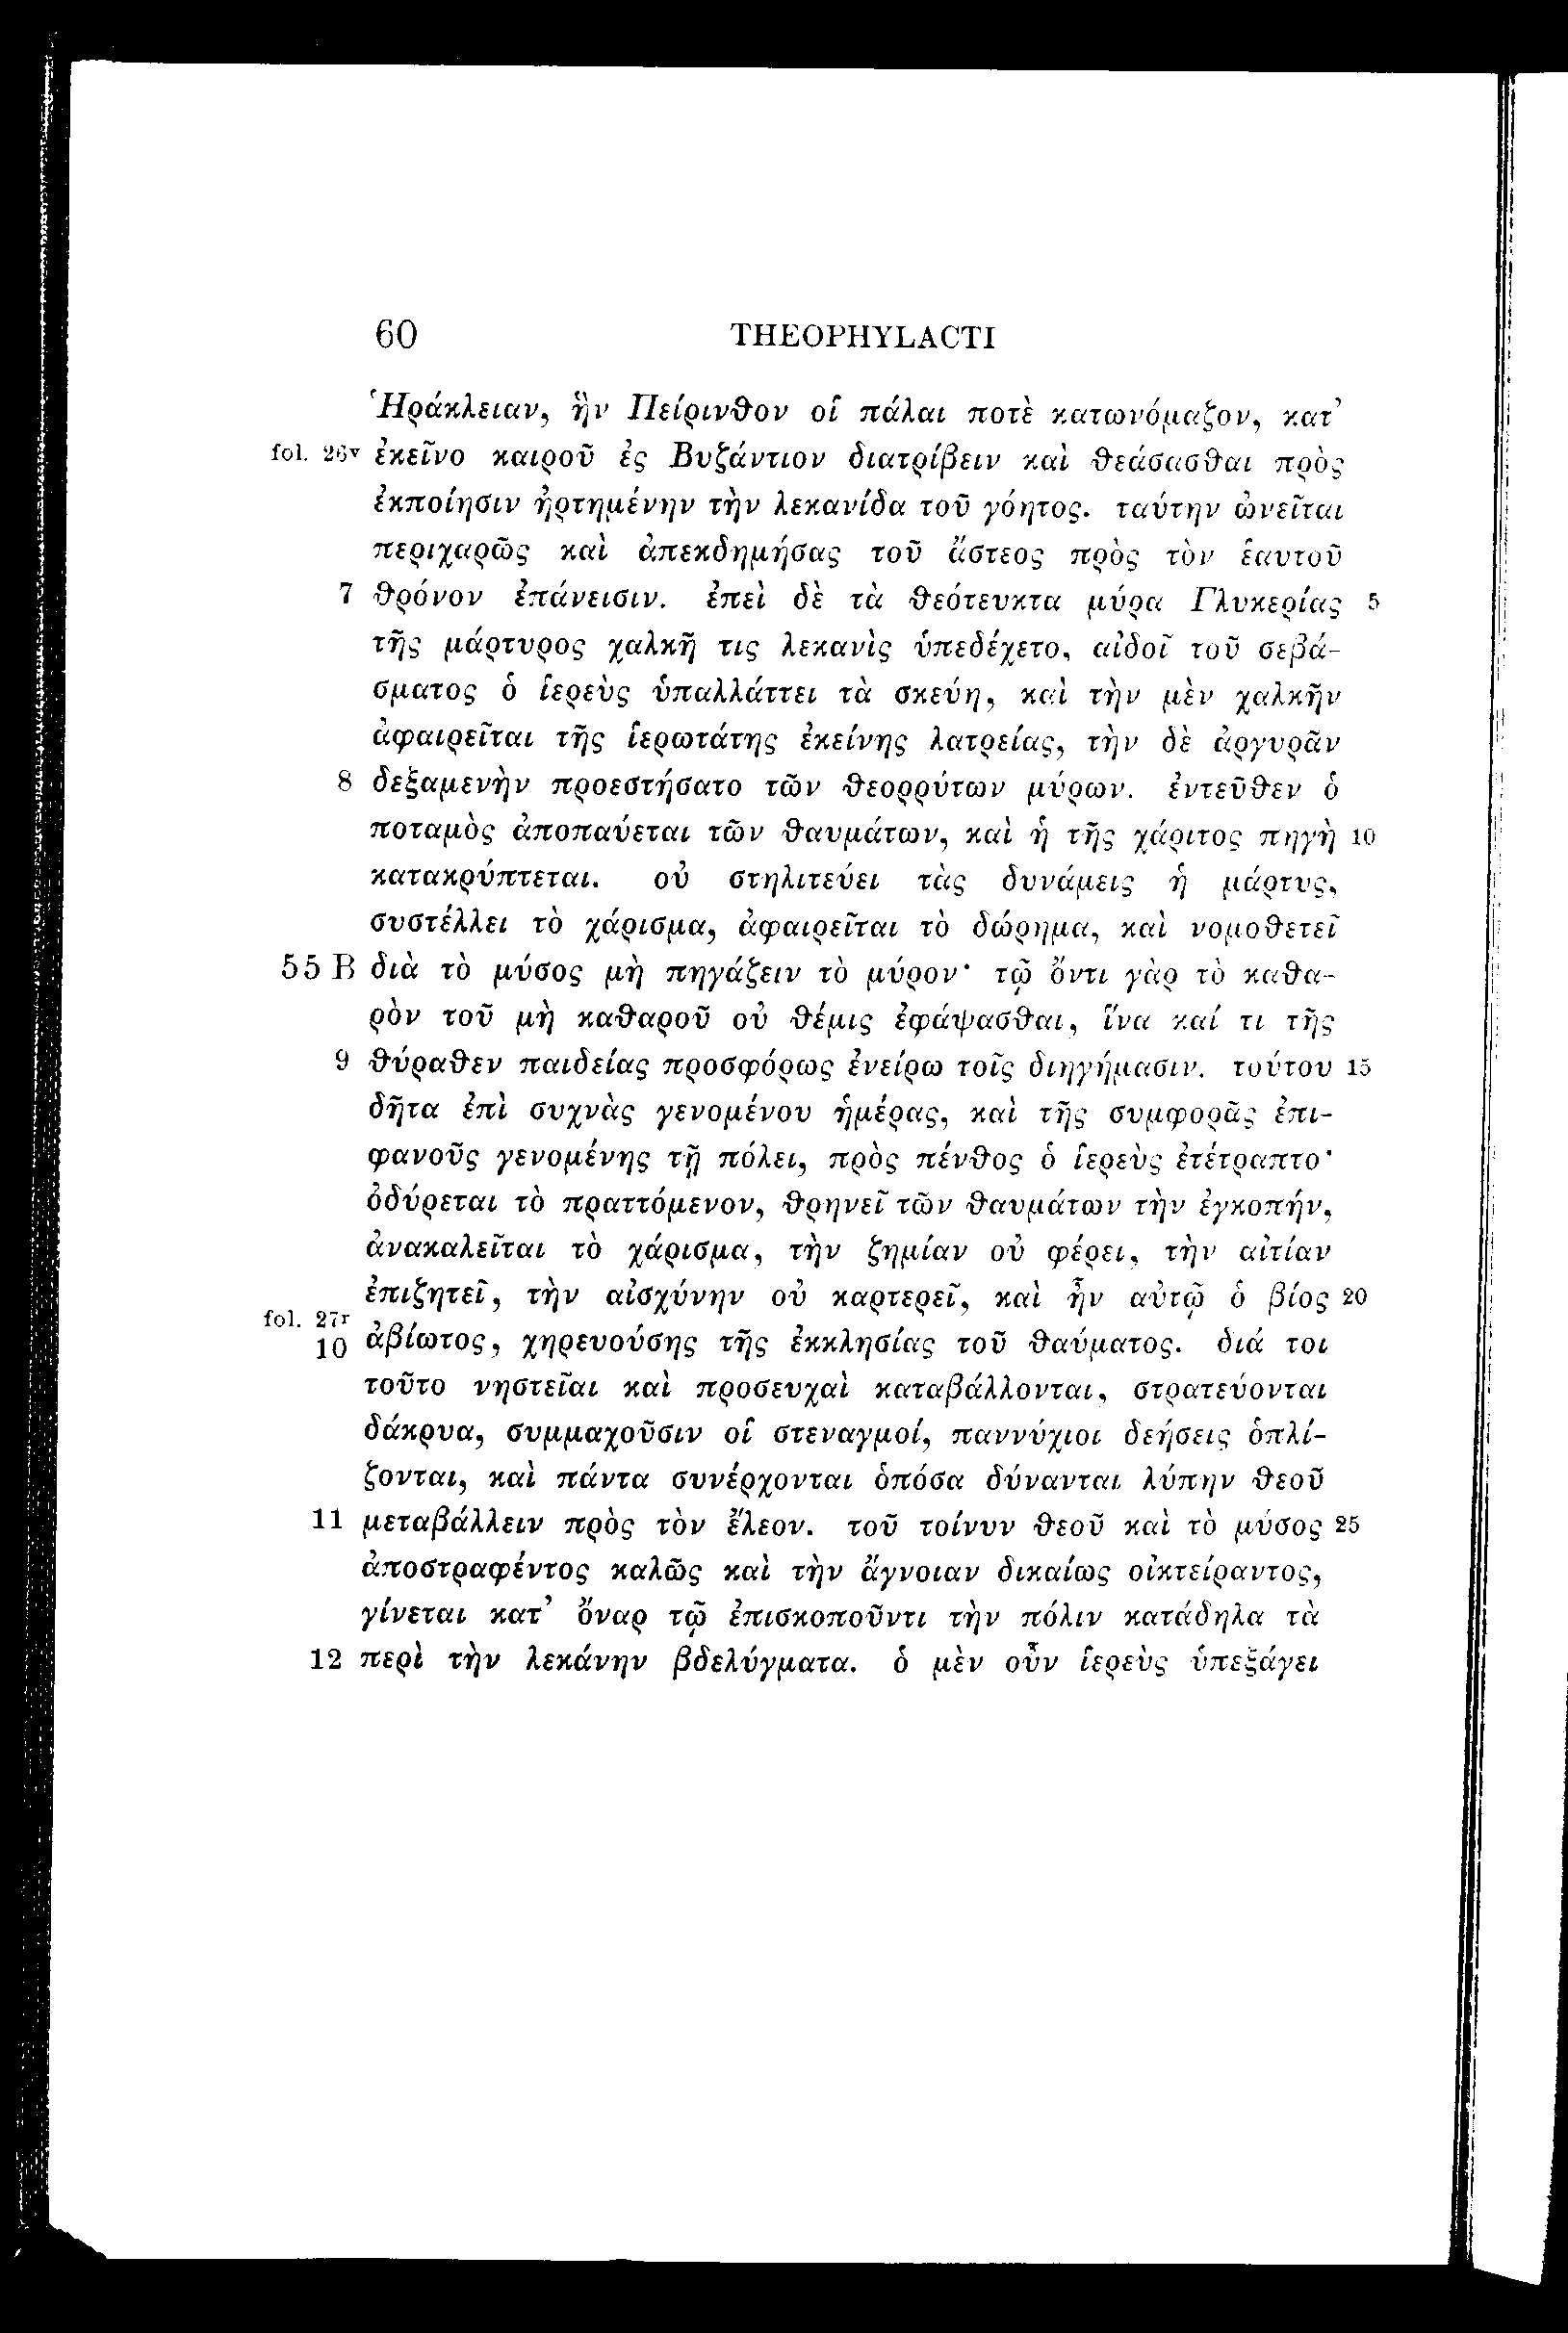 60 THEOPHYLACTI
Ἡράκλειαν, ἣν Πείρινθον οἱ πάλαι ποτὲ κατωνόμαζον, κατ᾽
fol. 26v ἐκεῖνο καιροῦ ἐς Βυζάντιον διατρίβειν καὶ θεάσασθαι πρὸς
ἐκποίησιν ἠρτημένην τὴν λεκανίδα τοῦ γόητος. ταύτην ὠνεῖται
περιχαρῶς καὶ ἀπεκδημήσας τοῦ ἄστεος πρὸς τὸν ἑαυτοῦ
7 θρόνον ἐπάνεισιν. ἐπεὶ δὲ τὰ θεότευκτα μύρα Γλυκερίας 5
τῆς μάρτυρος χαλκῆ τις λεκανὶς ὑπεδέχετο, αἰδοῖ τοῦ σεβά-
σματος ὁ ἱερεὺς ὑπαλλάττει τὰ σκεύη, καὶ τὴν μὲν χαλκῆν
ἀφαιρεῖται τῆς ἱερωτάτης ἐκείνης λατρείας, τὴν δὲ ἀργυρᾶν
8 δεξαμενὴν προεστήσατο τῶν θεορρύτων μύρων. ἐντεῦθεν ὁ
ποταμὸς ἀποπαύεται τῶν θαυμάτων, καὶ ἡ τῆς χάριτος πηγὴ 10
κατακρύπτεται. οὐ στηλιτεύει τὰς δυνάμεις ἡ μάρτυς,
συστέλλει τὸ χάρισμα, ἀφαιρεῖται τὸ δώρημα, καὶ νομοθετεῖ
55 B διὰ τὸ μύσος μὴ πηγάζειν τὸ μύρον· τῷ ὄντι γὰρ τὸ καθα-
ρὸν τοῦ μὴ καθαροῦ οὐ θέμις ἐφάψασθαι, ἵνα καί τι τῆς
9 θύραθεν παιδείας προσφόρως ἐνείρω τοῖς διηγήμασιν. τούτου 15
δῆτα ἐπὶ συχνὰς γενομένου ἡμέρας, καὶ τῆς συμφορᾶς ἐπι-
φανοῦς γενομένης τῇ πόλει, πρὸς πένθος ὁ ἱερεὺς ἐτέτραπτο·
ὀδύρεται τὸ πραττόμενον, θρηνεῖ τῶν θαυμάτων τὴν ἐγκοπήν,
ἀνακαλεῖται τὸ χάρισμα, τὴν ζημίαν οὐ φέρει, τὴν αἰτίαν
ἐπιζητεῖ, τὴν αἰσχύνην οὐ καρτερεῖ, καὶ ἦν αὐτῷ ὁ βίος 20
fol. 27r
10 ἀβίωτος, χηρευούσης τῆς ἐκκλησίας τοῦ θαύματος. διά τοι
τοῦτο νηστεῖαι καὶ προσευχαὶ καταβάλλονται, στρατεύονται
δάκρυα, συμμαχοῦσιν οἱ στεναγμοί, παννύχιοι δεήσεις ὁπλί-
ζονται, καὶ πάντα συνέρχονται ὁπόσα δύνανται λύπην θεοῦ
11 μεταβάλλειν πρὸς τὸν ἔλεον. τοῦ τοίνυν θεοῦ καὶ τὸ μύσος 25
ἀποστραφέντος καλῶς καὶ τὴν ἄγνοιαν δικαίως οἰκτείραντος,
γίνεται κατ᾽ ὄναρ τῷ ἐπισκοποῦντι τὴν πόλιν κατάδηλα τὰ
12 περὶ τὴν λεκάνην βδελύγματα. ὁ μὲν οὖν ἱερεὺς ὑπεξάγει